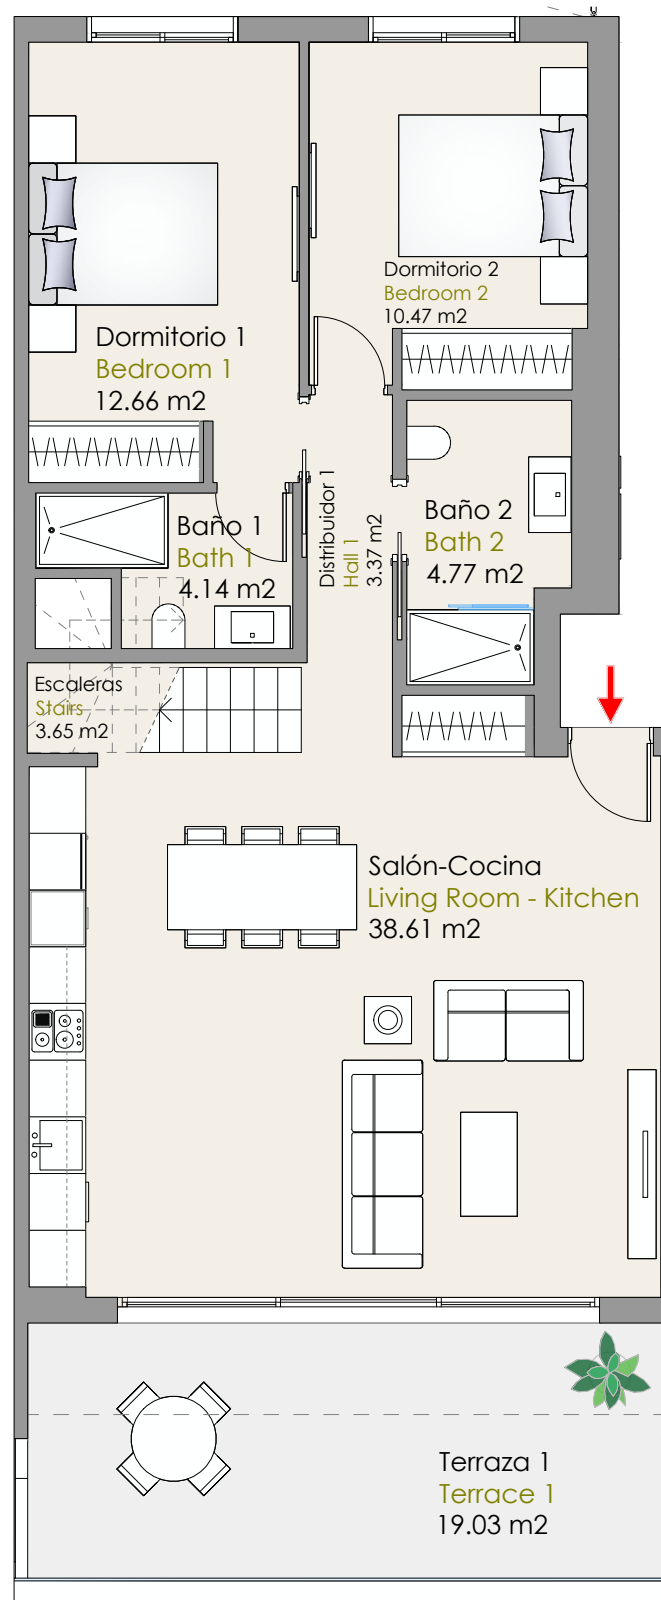 Dormitorio 2
Bedroom 2
10.47 m2
Dormitorio 1
Bedroom 1
12.66 m2
Distribuidor 1
Hall 1
3.37 m2
Baño 1
Bath 1
4.14 m2
Baño 2
Bath 2
4.77 m2
Escaleras
Stairs
3.65 m2
Salón-Cocina
Living Room - Kitchen
38.61 m2
Terraza 1
Terrace 1
19.03 m2